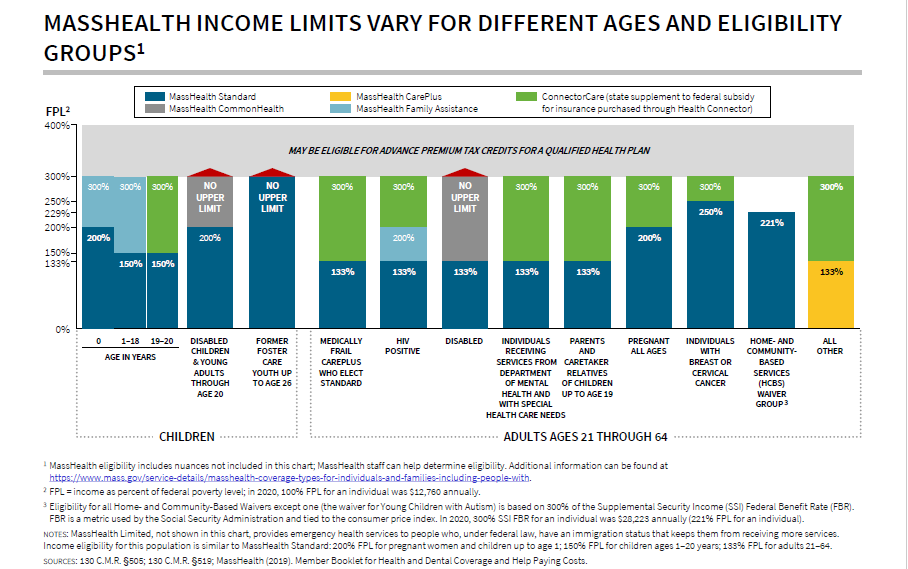 MASSHEALTH INCOME LIMITS VARY FOR DIFFERENT AGES AND ELIGIBILITY
GROUPS¹
MassHealth Standard
MassHealth CommonHealth
MassHealth CarePlus
MassHealth Family Assistance
ConnectorCare (state supplement to federal subsidy
for insurance purchased through Health Connector)
FPL²
400%
300%
250%
229%
200%
150%
133%
0%
MAY BE ELIGIBLE FOR ADVANCE PREMIUM TAX CREDITS FOR A QUALIFIED HEALTH PLAN
300%
200%
300%
150%
300%
150%
NO
UPPER
LIMIT
200%
NO
UPPER
LIMIT
300%
133%
300%
200%
133%
NO
UPPER
LIMIT
133%
300%
133%
300%
133%
300%
200%
300%
250%
221%
300%
133%
0
1–18
19–20
AGE IN YEARS
DISABLED
CHILDREN
& YOUNG
ADULTS
THROUGH
AGE 20
FORMER
FOSTER
CARE
YOUTH UP
TO AGE 26
MEDICALLY
FRAIL
CAREPLUS
WHO ELECT
STANDARD
HIV
POSITIVE
DISABLED
INDIVIDUALS
RECEIVING
SERVICES FROM
DEPARTMENT
OF MENTAL
HEALTH AND
WITH SPECIAL
HEALTH CARE NEEDS
PARENTS
AND
CARETAKER
RELATIVES
OF CHILDREN
UP TO AGE 19
PREGNANT
ALL AGES
INDIVIDUALS
WITH
BREAST OR
CERVICAL
CANCER
HOME- AND
COMMUNITY-
BASED
SERVICES
(HCBS)
WAIVER
GROUP³
ALL
OTHER
CHILDREN
ADULTS AGES 21 THROUGH 64
¹ MassHealth eligibility includes nuances not included in this chart; MassHealth staff can help determine eligibility. Additional information can be found at
https://www.mass.gov/service-details/masshealth-coverage-types-for-individuals-and-families-including-people-with.
² FPL = income as percent of federal poverty level; in 2020, 100% FPL for an individual was $12,760 annually.
³ Eligibility for all Home- and Community-Based Waivers except one (the waiver for Young Children with Autism) is based on 300% of the Supplemental Security Income (SSI) Federal Benefit Rate (FBR).
FBR is a metric used by the Social Security Administration and tied to the consumer price index. In 2020, 300% SSI FBR for an individual was $28,223 annually (221% FPL for an individual).
NOTES: MassHealth Limited, not shown in this chart, provides emergency health services to people who, under federal law, have an immigration status that keeps them from receiving more services.
Income eligibility for this population is similar to MassHealth Standard: 200% FPL for pregnant women and children up to age 1; 150% FPL for children ages 1–20 years; 133% FPL for adults 21–64.
SOURCES: 130 C.M.R. §505; 130 C.M.R. §519; MassHealth (2019). Member Booklet for Health and Dental Coverage and Help Paying Costs.